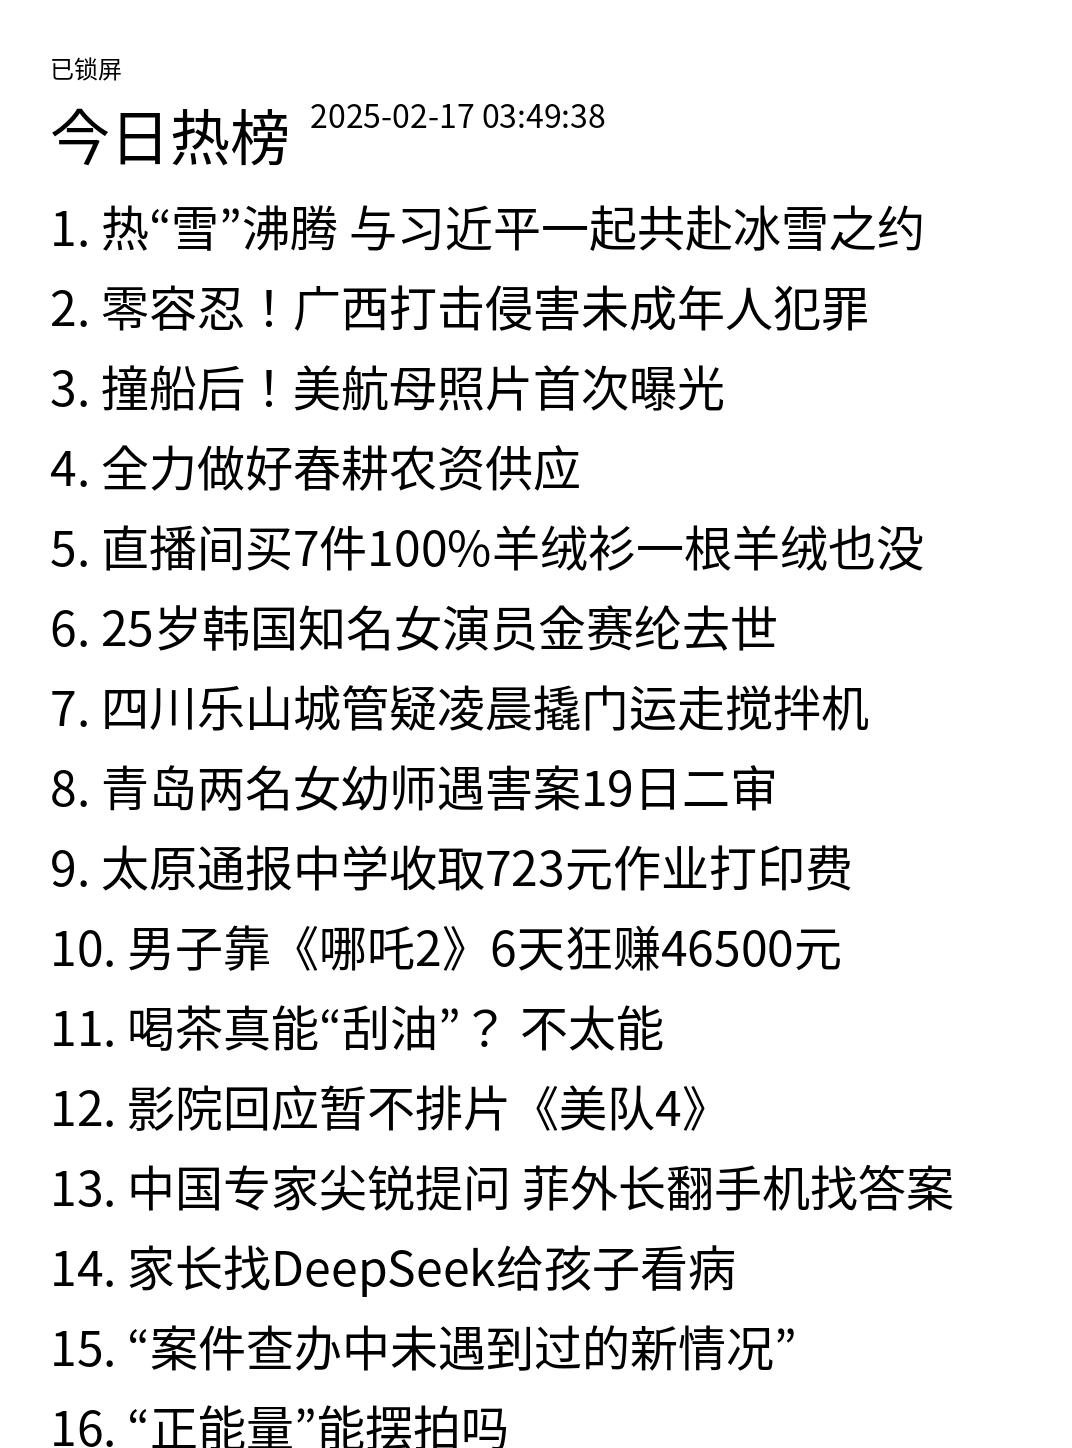 已锁屏
今日热榜 2025-02-17 03:49:38
1. 热“雪”沸腾 与习近平一起共赴冰雪之约
2. 零容忍！广西打击侵害未成年人犯罪
3. 撞船后！美航母照片首次曝光
4. 全力做好春耕农资供应
5. 直播间买7件100%羊绒衫一根羊绒也没
6. 25岁韩国知名女演员金赛纶去世
7. 四川乐山城管疑凌晨撬门运走搅拌机
8. 青岛两名女幼师遇害案19日二审
9. 太原通报中学收取723元作业打印费
10. 男子靠《哪吒2》6天狂赚46500元
11. 喝茶真能“刮油”？ 不太能
12. 影院回应暂不排片《美队4》
13. 中国专家尖锐提问 菲外长翻手机找答案
14. 家长找DeepSeek给孩子看病
15. “案件查办中未遇到过的新情况”
16. “正能量”能摆拍吗